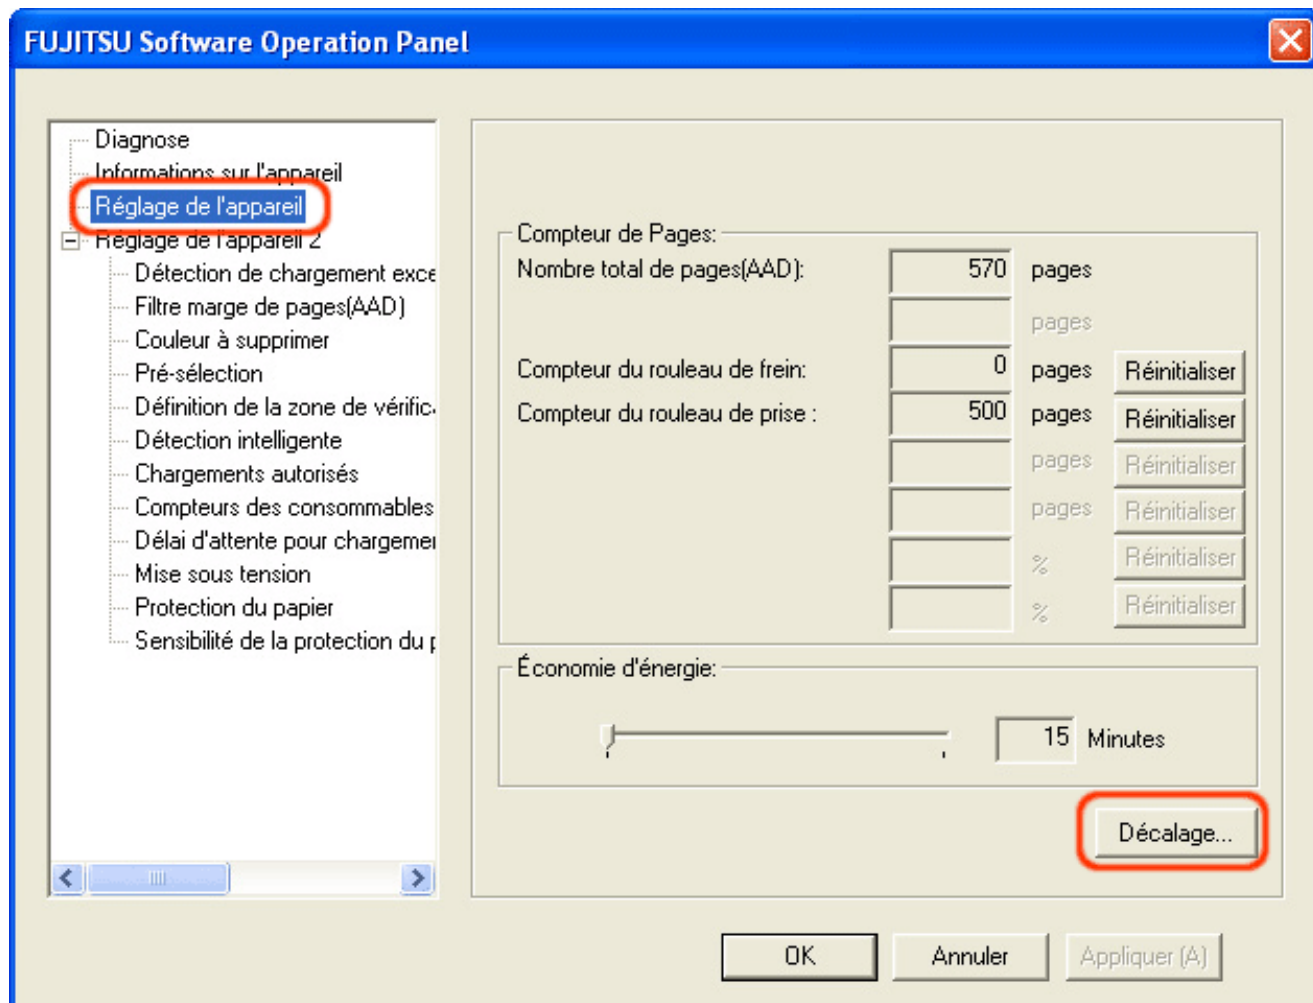 FUJITSU Software Operation Panel
Diagnose
Informations sur l'appareil
Réglage de l'appareil
Réglage de l'appareil 2
Détection de chargement exce
Filtre marge de pages(AAD)
Couleur à supprimer
Pré-sélection
Définition de la zone de vérific
Détection intelligente
Chargements autorisés
Compteurs des consommables
Délai d'attente pour chargemen
Mise sous tension
Protection du papier
Sensibilité de la protection du p
Compteur de Pages:
Nombre total de pages(AAD): 570 pages
pages
Compteur du rouleau de frein: 0 pages Réinitialiser
Compteur du rouleau de prise : 500 pages Réinitialiser
pages Réinitialiser
pages Réinitialiser
% Réinitialiser
% Réinitialiser
Économie d'énergie:
15 Minutes
Décalage...
OK Annuler Appliquer (A)